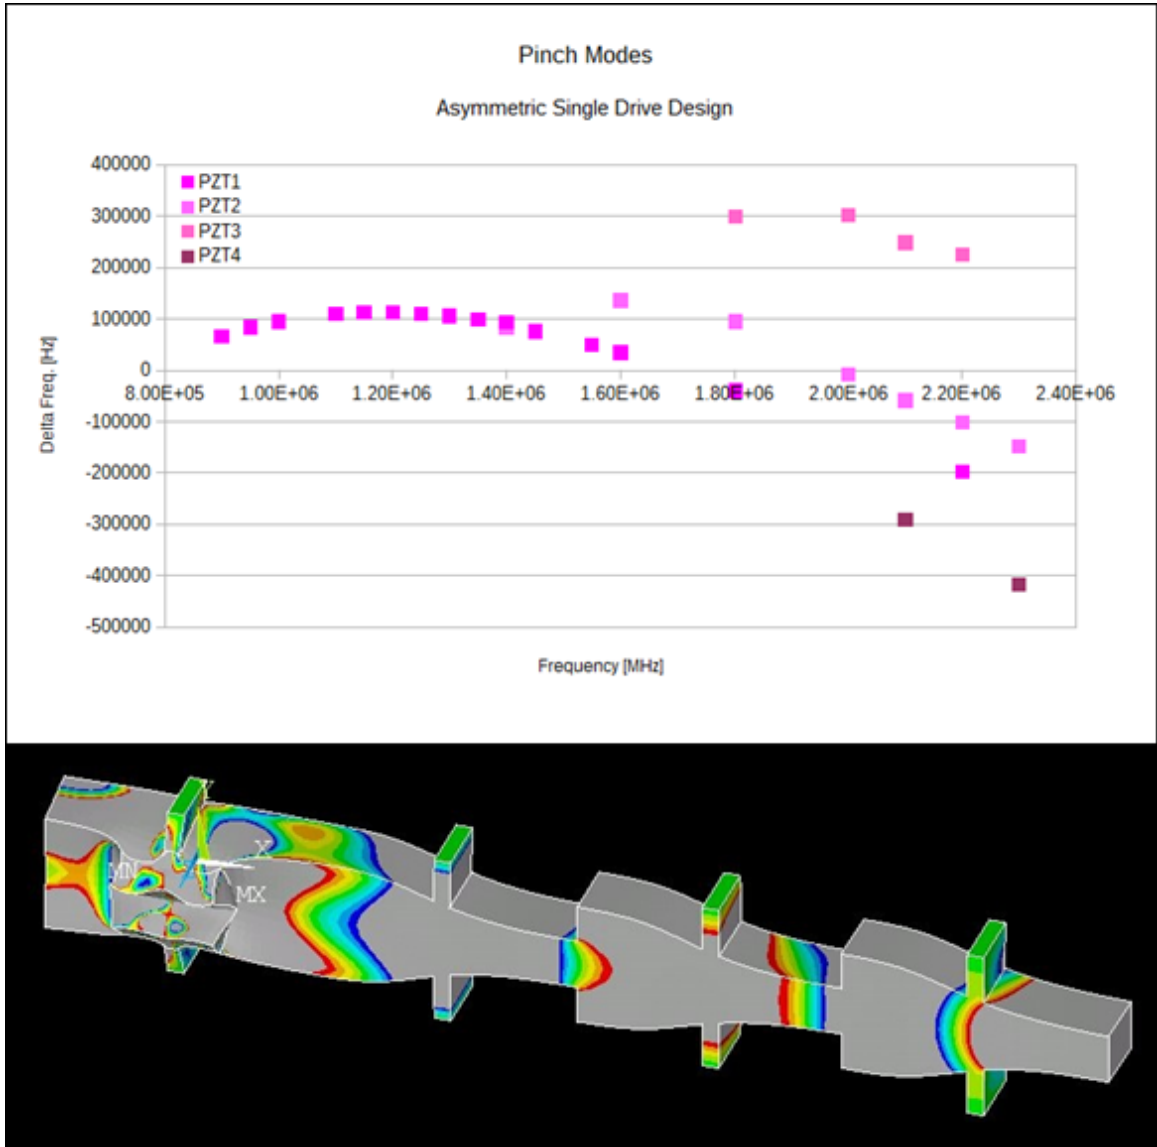 Pinch Modes
Asymmetric Single Drive Design
400000
300000
200000
100000
0
-100000
-200000
-300000
-400000
-500000
PZT1
PZT2
PZT3
PZT4
8.00E+05 1.00E+06 1.20E+06 1.40E+06 1.60E+06 1.80E+06 2.00E+06 2.20E+06 2.40E+06
Delta Freq. [Hz]
Frequency [MHz]
Y
X
MN
MX